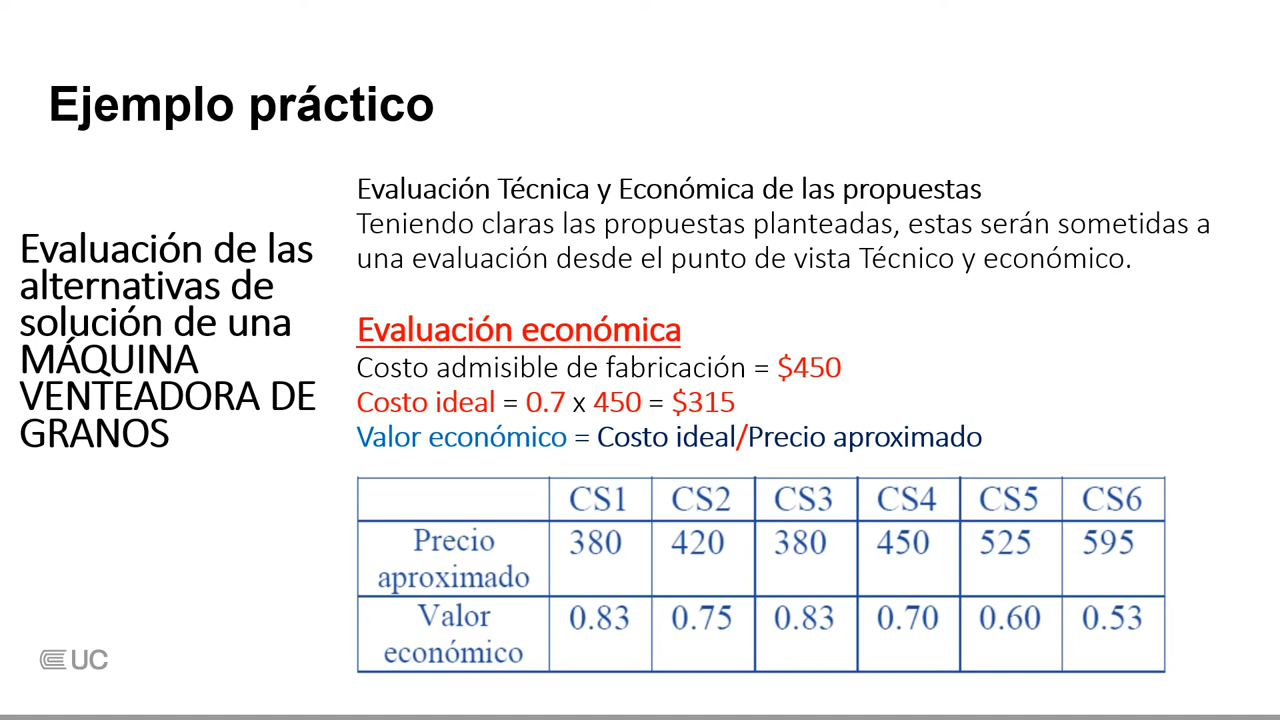 Ejemplo práctico
Evaluación de las
alternativas de
solución de una
MÁQUINA
VENTEADORA DE
GRANOS
Evaluación Técnica y Económica de las propuestas
Teniendo claras las propuestas planteadas, estas serán sometidas a
una evaluación desde el punto de vista Técnico y económico.
Evaluación económica
Costo admisible de fabricación = $450
Costo ideal = 0.7 x 450 = $315
Valor económico = Costo ideal/Precio aproximado
CS1 CS2 CS3 CS4 CS5 CS6
Precio
aproximado 380 420 380 450 525 595
Valor
económico 0.83 0.75 0.83 0.70 0.60 0.53
UC